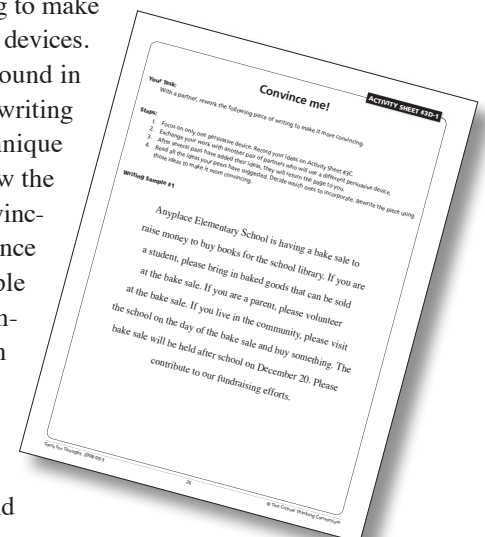 g to make
devices.
ound in
writing
nique
w the
vinc-
nce
ple
n-
n
d
ACTIVITY SHEET #3D-1
Convince me!
Your Task:
With a partner, rework the following piece of writing to make it more convincing.
Steps:
1. Focus on only one persuasive device. Record your ideas on Activity Sheet #2C.
2. Exchange your work with another pair of partners who will use a different persuasive device.
3. After several pairs have added their ideas, they will return the page to you.
4. Read all the ideas your peers have suggested. Decide which ones to incorporate. Rewrite the piece using
those ideas to make it more convincing.
Writing Sample #1
Anyplace Elementary School is having a bake sale to
raise money to buy books for the school library. If you are
a student, please bring in baked goods that can be sold
at the bake sale. If you are a parent, please volunteer
at the bake sale. If you live in the community, please visit
the school on the day of the bake sale and buy something. The
bake sale will be held after school on December 20. Please
contribute to our fundraising efforts.
Tools for Thought
© The Critical Thinking Consortium